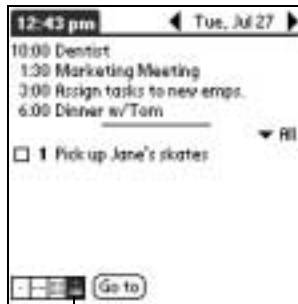 12:43 pm Tue, Jul 27
10:00 Dentist
1:30 Marketing Meeting
3:00 Assign tasks to new emps.
6:00 Dinner w/Tom
All
1 Pick up Jane's skates
Go to